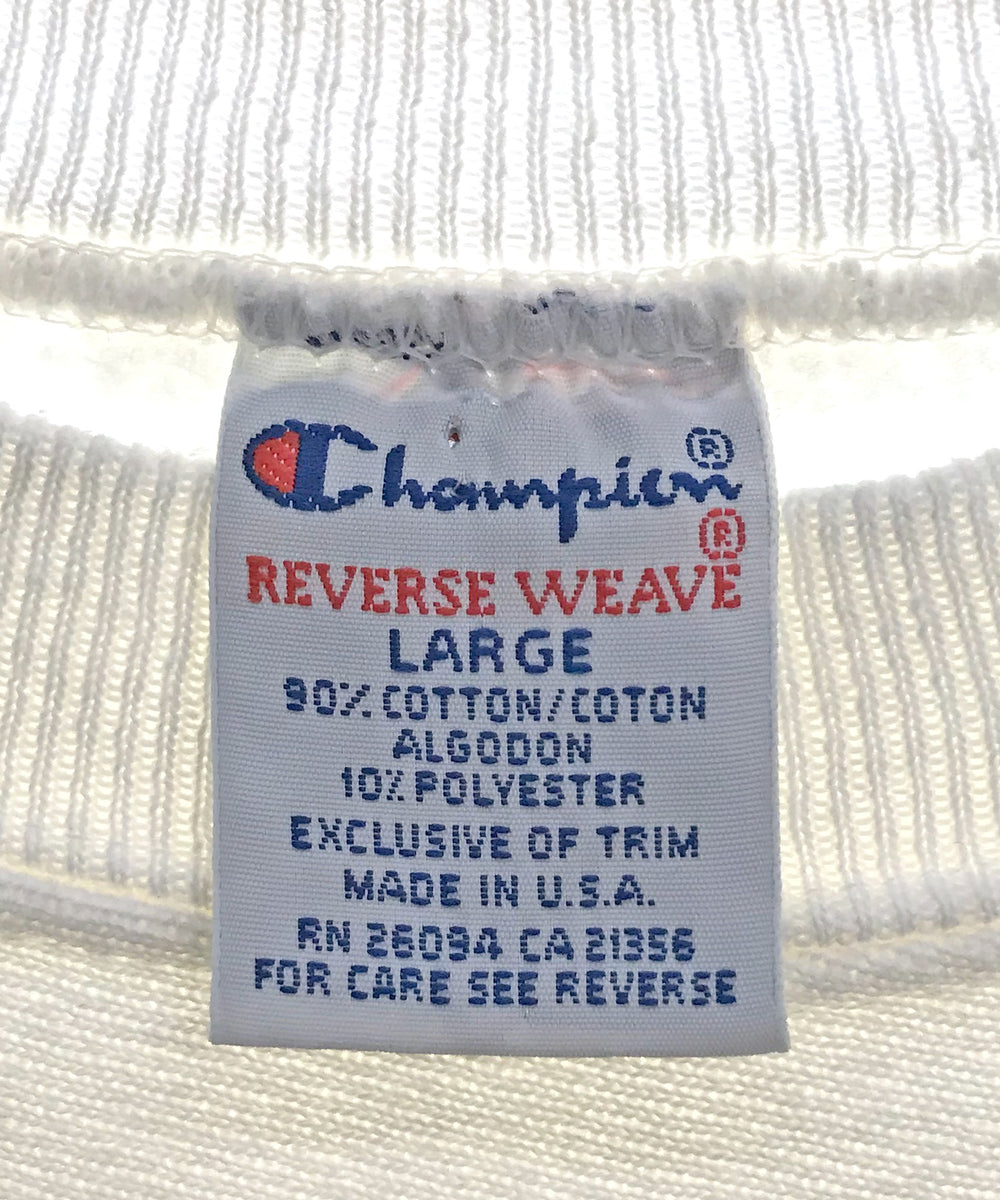 Champion®
REVERSE WEAVE®
LARGE
90% COTTON/COTON
ALGODON
10% POLYESTER
EXCLUSIVE OF TRIM
MADE IN U.S.A.
RN 26094 CA 21356
FOR CARE SEE REVERSE